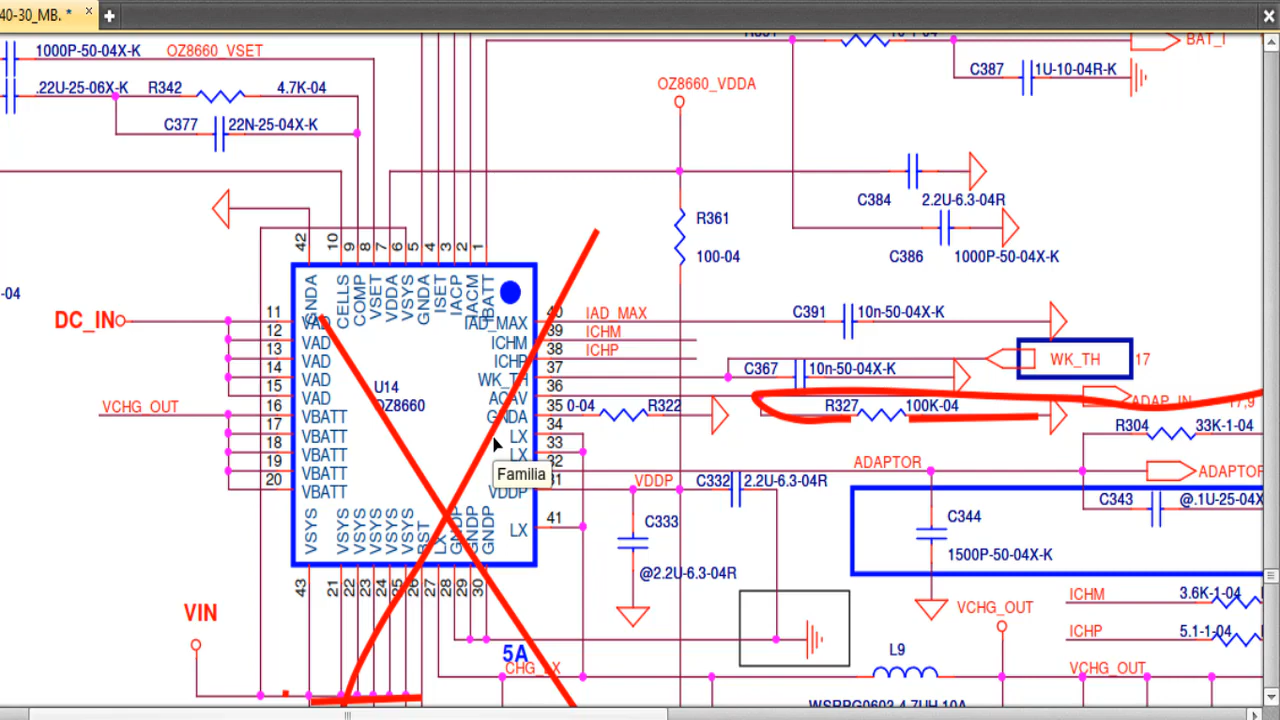 40-30_MB. *
1000P-50-04X-K OZ8660_VSET
.22U-25-06X-K R342 4.7K-04
C377 22N-25-04X-K
-04
BAT_I
C387 1U-10-04R-K
OZ8660_VDDA
C384 2.2U-6.3-04R
R361
100-04
C386 1000P-50-04X-K
42 10 9 8 7 6 5 4 3 2 1
CELLS COMP VSET VDDA VSYS GNDA ISET IACP IACM IBATT
DC_IN
11 VAD
12 VAD
13 VAD
14 VAD
15 VAD
VCHG_OUT
16 VBATT
17 VBATT
18 VBATT
19 VBATT
20 VBATT
U14
OZ8660
IAD_MAX 40 IAD_MAX
ICHM 39 ICHM
ICHP 38 ICHP
WK_TH 37
ACAV 36
GNDA 35 0-04 R322
LX 34
LX 33
32
VDDP 31 VDDP
LX 41
Familia
C391 10n-50-04X-K
C367 10n-50-04X-K
WK_TH 17
ADAP_IN 17,9
R327 100K-04
R304 33K-1-04
ADAPTOR
ADAPTOR
C332 2.2U-6.3-04R
C343 @.1U-25-04X
C333
@2.2U-6.3-04R
C344
1500P-50-04X-K
VSYS VSYS VSYS VSYS VSYS VSYS BST LX GNDP GNDP GNDP
43 21 22 23 24 25 26 27 28 29 30
VIN
5A
CHG_LX
L9
VCHG_OUT
ICHM 3.6K-1-04
ICHP 5.1-1-04
VCHG_OUT
WSRPG0603-4.7UH-10A